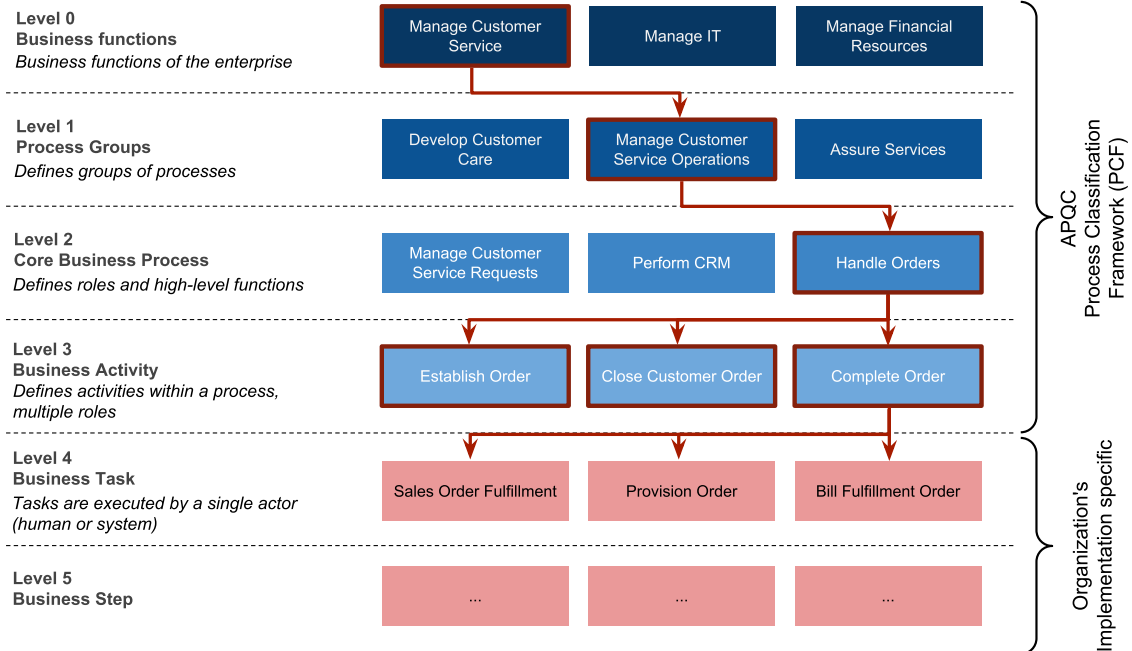 Level 0
Business functions
Business functions of the enterprise
Manage Customer
Service
Manage IT
Manage Financial
Resources
Level 1
Process Groups
Defines groups of processes
Develop Customer
Care
Manage Customer
Service Operations
Assure Services
Level 2
Core Business Process
Defines roles and high-level functions
Manage Customer
Service Requests
Perform CRM
Handle Orders
Level 3
Business Activity
Defines activities within a process,
multiple roles
Establish Order
Close Customer Order
Complete Order
APQC
Process Classification
Framework (PCF)
Level 4
Business Task
Tasks are executed by a single actor
(human or system)
Sales Order Fulfillment
Provision Order
Bill Fulfillment Order
Level 5
Business Step
...
...
...
Organization's
Implementation specific